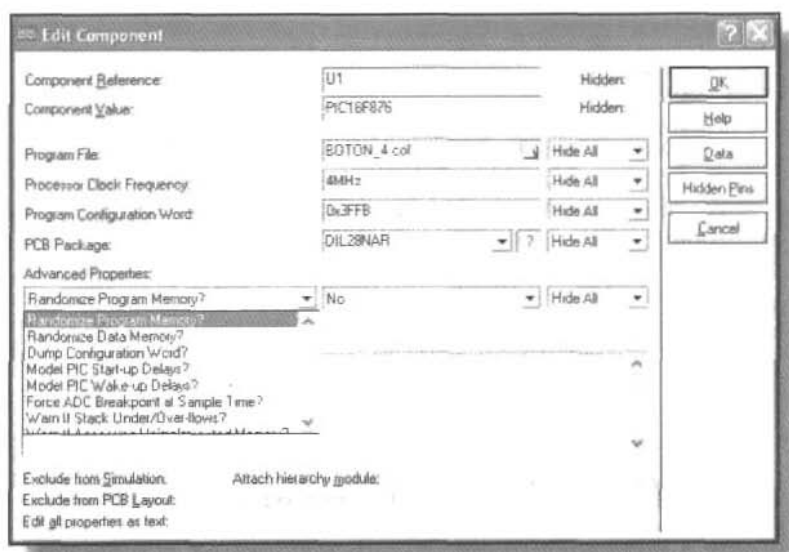 Edit Component
Component Reference: U1 Hidden: OK
Component Value: PIC16F876 Hidden: Help
Program File: BOTON_4.cof Hide All Data
Processor Clock Frequency: 4MHz Hide All Hidden Pins
Program Configuration Word: 0x3FFB Hide All Cancel
PCB Package: DIL28NAR ? Hide All
Advanced Properties:
Randomize Program Memory? No Hide All
Randomize Program Memory?
Randomize Data Memory?
Dump Configuration Word?
Model PIC Start-up Delays?
Model PIC Wake-up Delays?
Force ADC Breakpoint at Sample Time?
Warn If Stack Under/Over-flows?
Exclude from Simulation: Attach hierarchy module:
Exclude from PCB Layout:
Edit all properties as text: